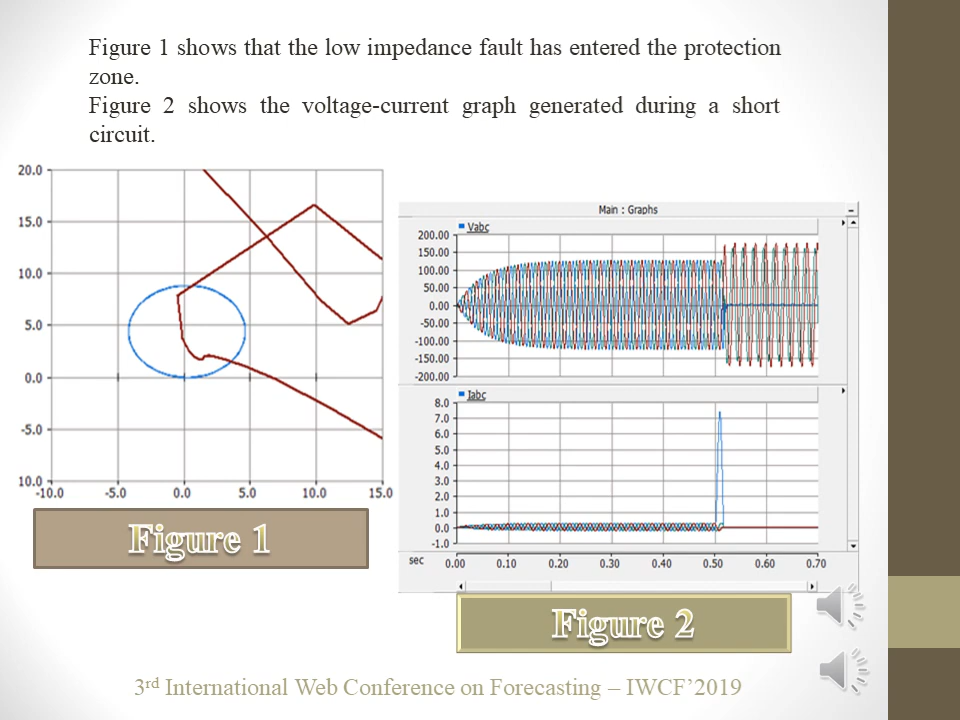 Figure 1 shows that the low impedance fault has entered the protection
zone.
Figure 2 shows the voltage-current graph generated during a short
circuit.
20.0
15.0
10.0
5.0
0.0
-5.0
10.0
-10.0 -5.0 0.0 5.0 10.0 15.0
Figure 1
Main : Graphs
Vabc
200.00
150.00
100.00
50.00
0.00
-50.00
-100.00
-150.00
-200.00
Iabc
8.0
7.0
6.0
5.0
4.0
3.0
2.0
1.0
0.0
-1.0
sec 0.00 0.10 0.20 0.30 0.40 0.50 0.60 0.70
Figure 2
3rd International Web Conference on Forecasting – IWCF’2019